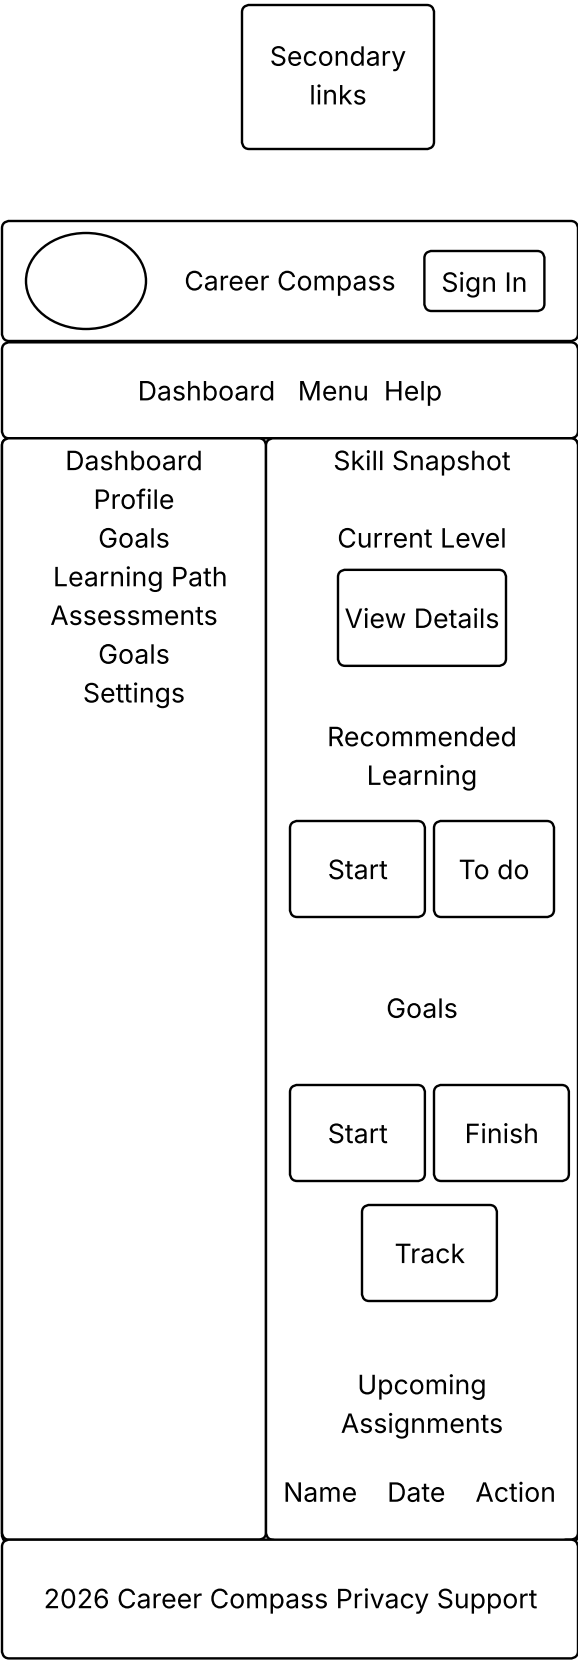 Secondary
links
Career Compass
Sign In
Dashboard Menu Help
Dashboard
Profile
Goals
Learning Path
Assessments
Goals
Settings
Skill Snapshot
Current Level
View Details
Recommended
Learning
Start
To do
Goals
Start
Finish
Track
Upcoming
Assignments
Name Date Action
2026 Career Compass Privacy Support